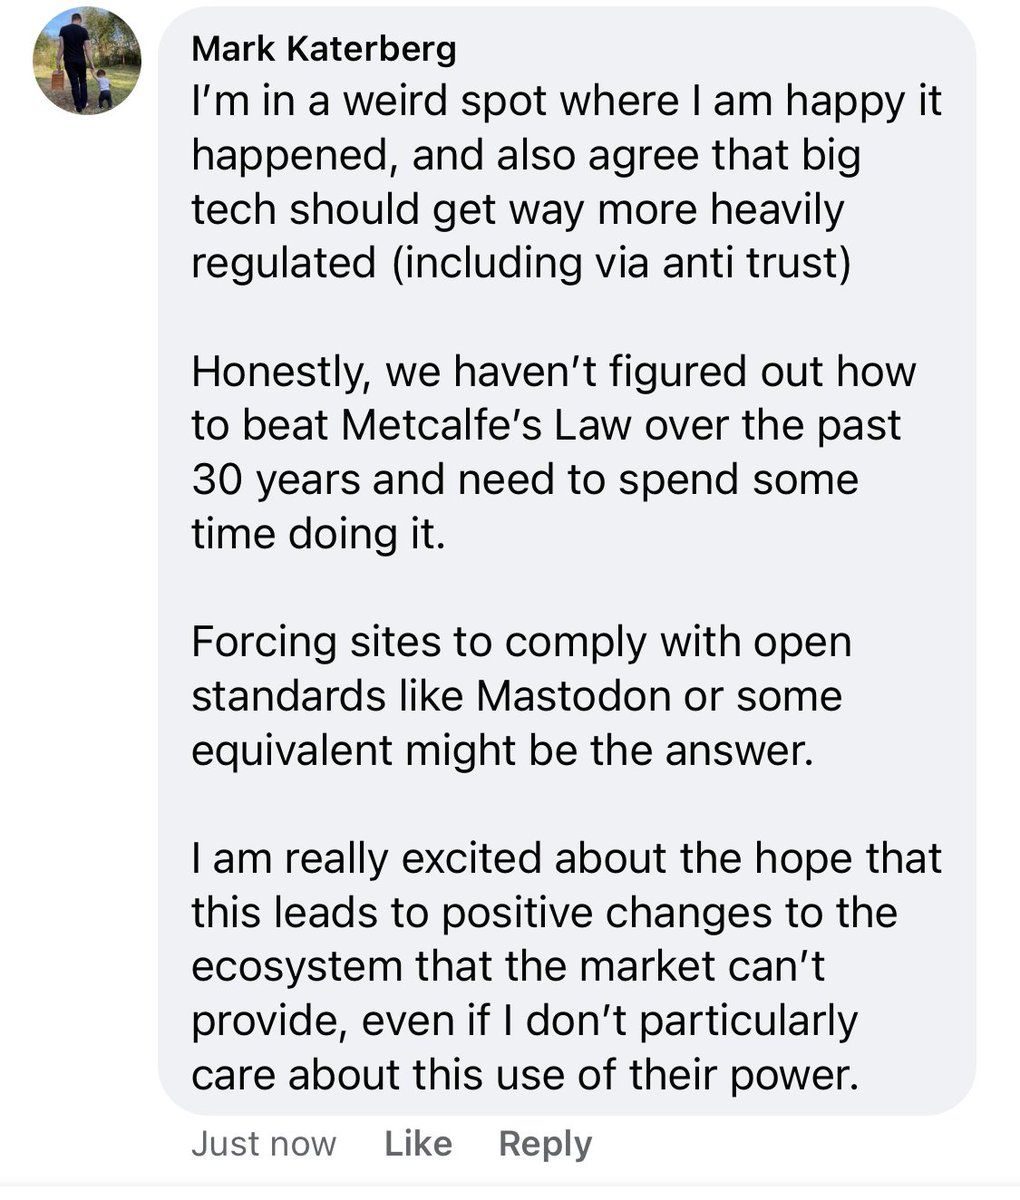 Mark Katerberg
I'm in a weird spot where I am happy it
happened, and also agree that big
tech should get way more heavily
regulated (including via anti trust)
Honestly, we haven't figured out how
to beat Metcalfe's Law over the past
30 years and need to spend some
time doing it.
Forcing sites to comply with open
standards like Mastodon or some
equivalent might be the answer.
I am really excited about the hope that
this leads to positive changes to the
ecosystem that the market can't
provide, even if I don't particularly
care about this use of their power.
Just now Like Reply